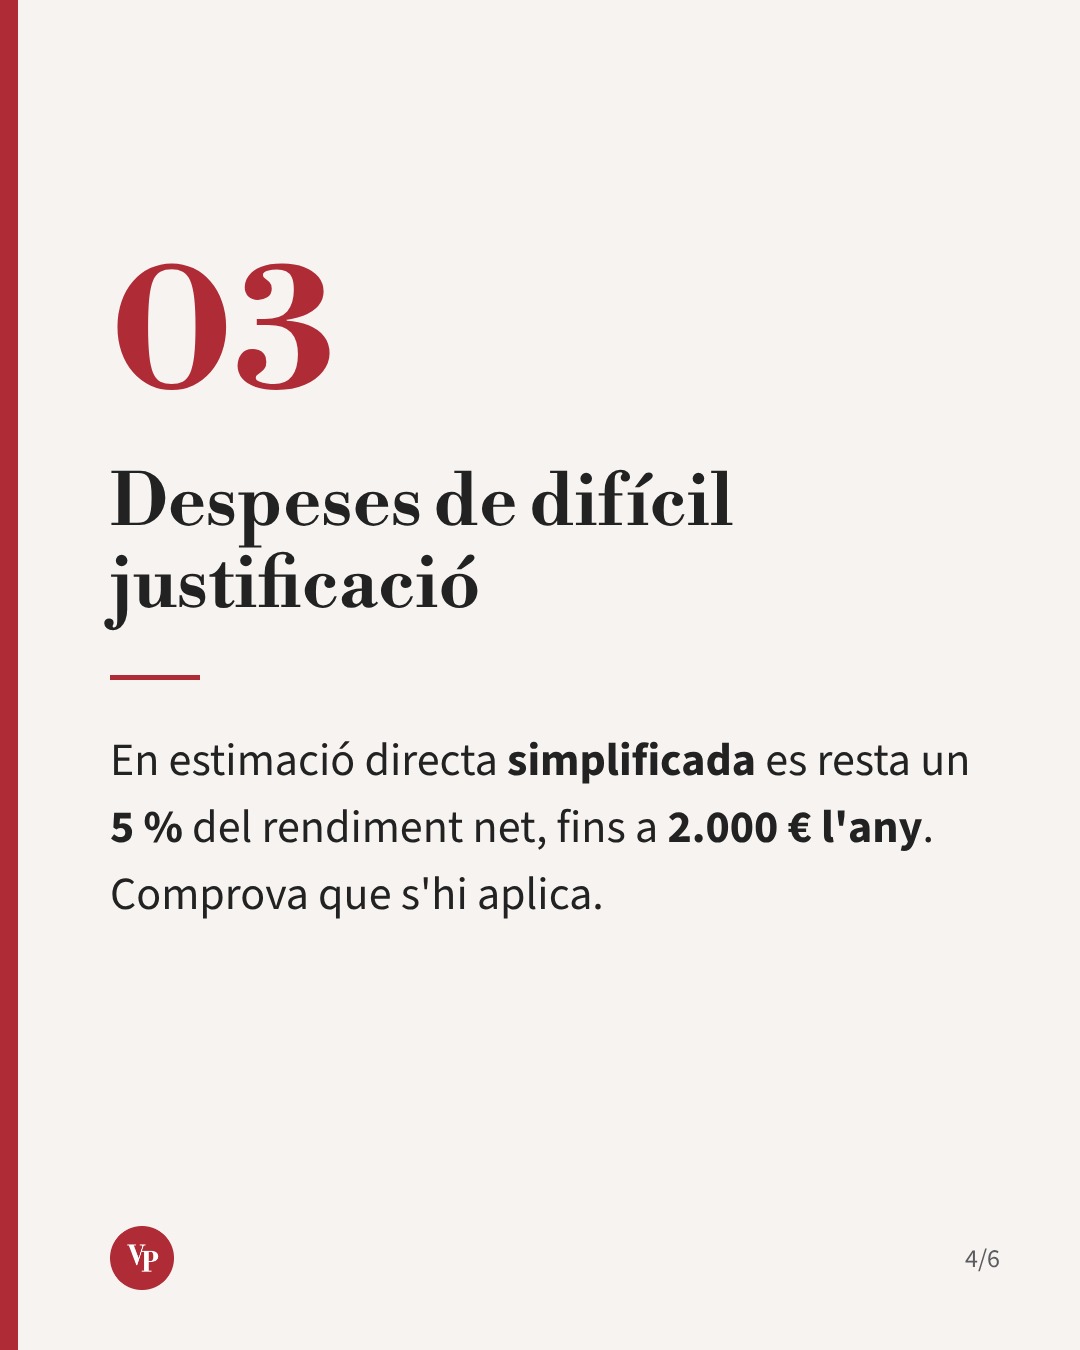 03
Despeses de difícil
justificació
En estimació directa simplificada es resta un
5 % del rendiment net, fins a 2.000 € l'any.
Comprova que s'hi aplica.
VP
4/6